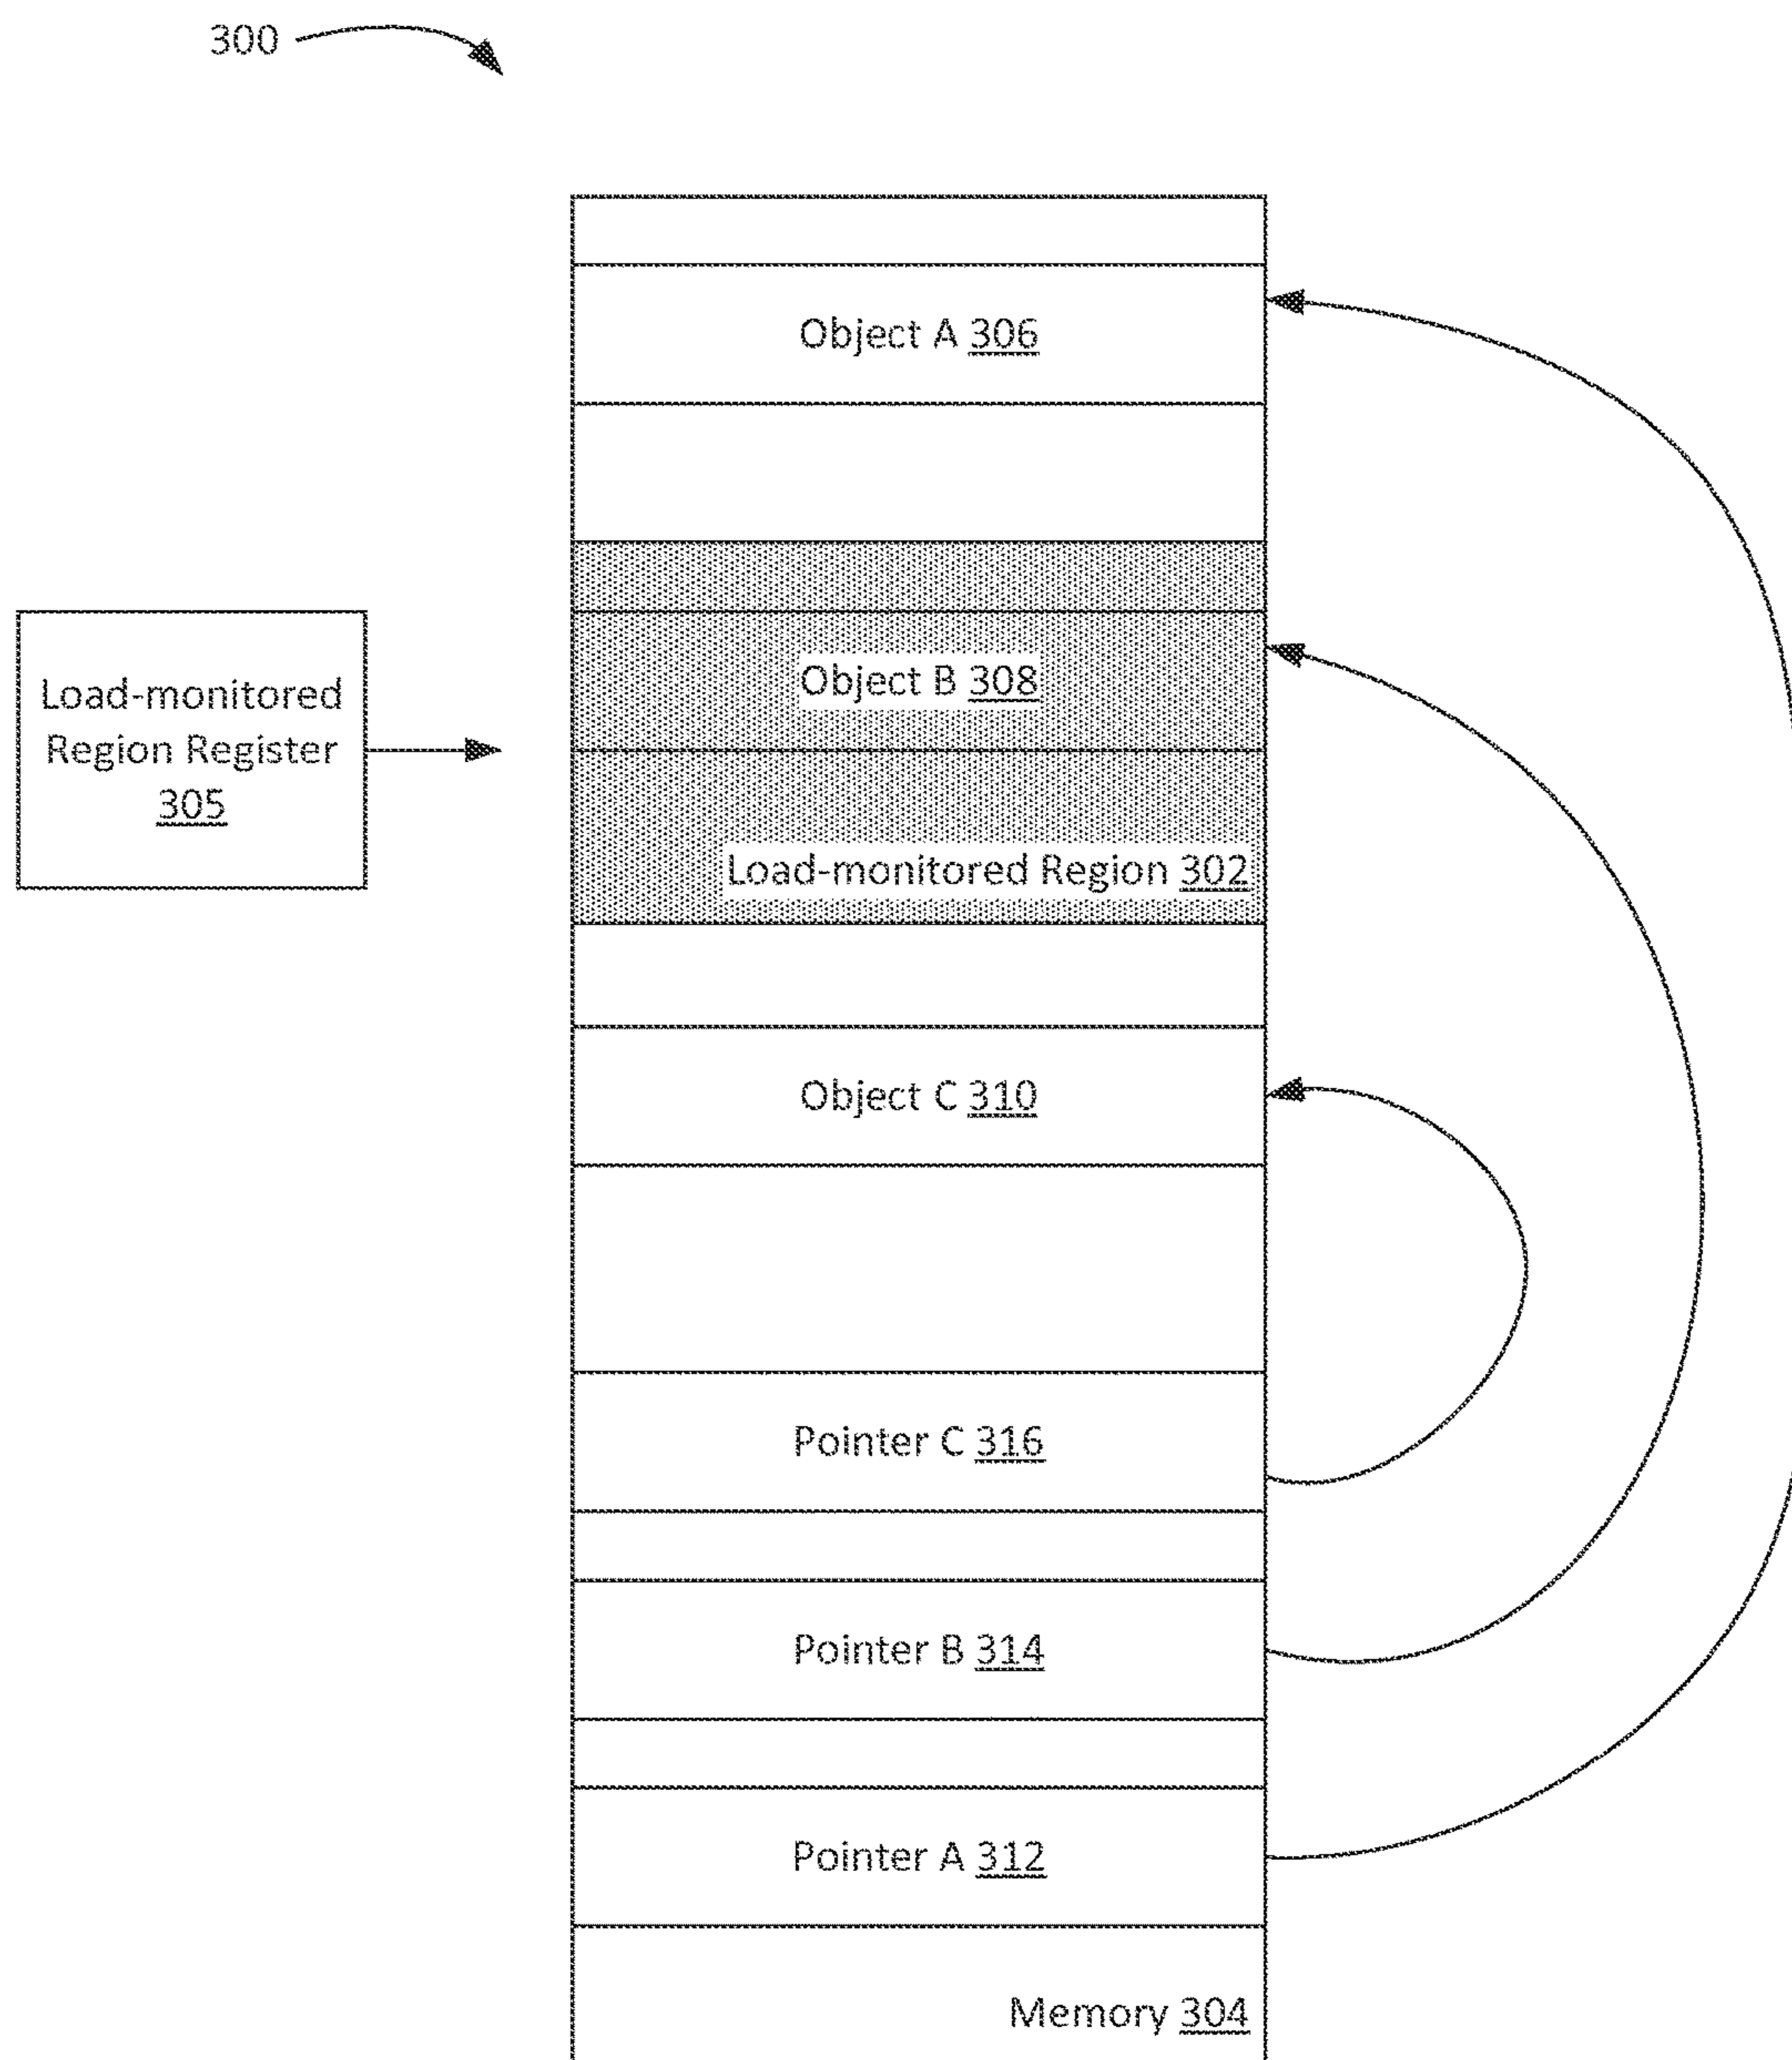 300
Object A 306
Object B 308
Load-monitored
Region Register
305
Load-monitored Region 302
Object C 310
Pointer C 316
Pointer B 314
Pointer A 312
Memory 304